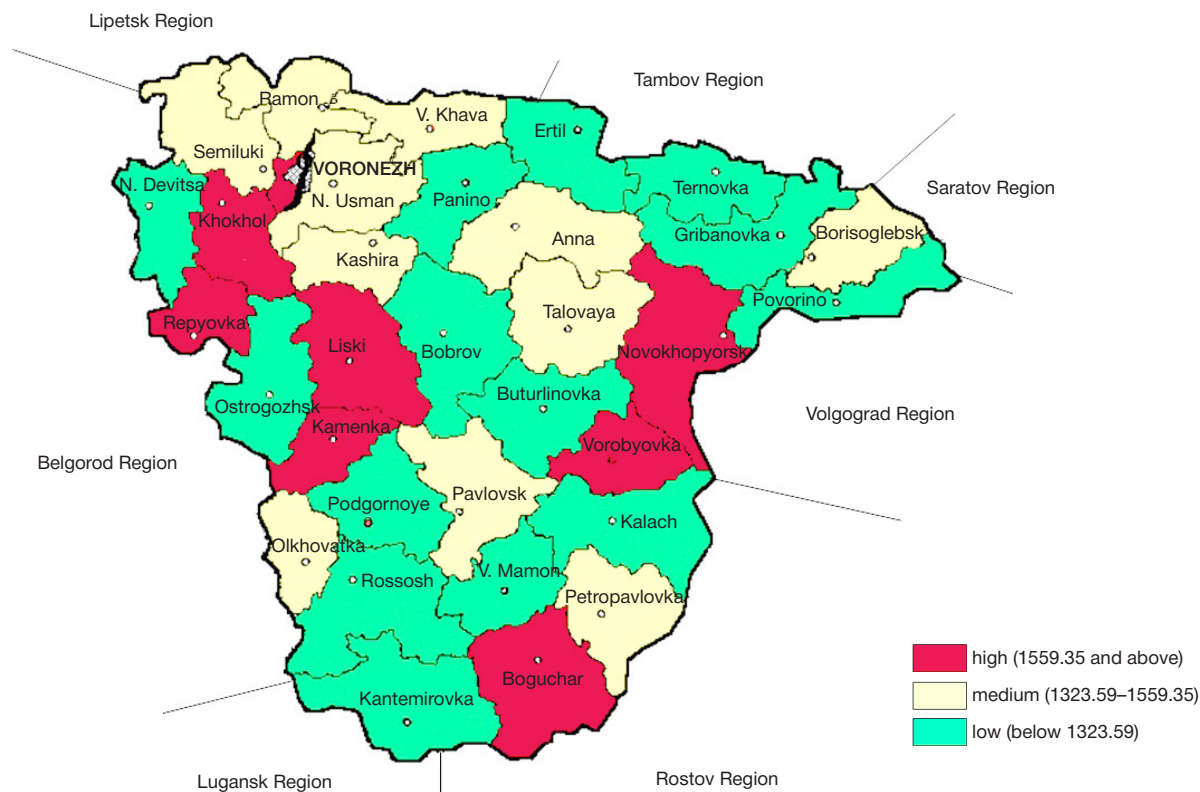 Lipetsk Region
Tambov Region
Ramon
V. Khava
Ertil
Semiluki
VORONEZH
N. Devitsa
N. Usman
Panino
Ternovka
Saratov Region
Khokhol
Anna
Gribanovka
Borisoglebsk
Kashira
Povorino
Repyovka
Talovaya
Liski
Bobrov
Novokhopyorsk
Ostrogozhsk
Buturlinovka
Volgograd Region
Kamenka
Vorobyovka
Belgorod Region
Podgornoye
Pavlovsk
Kalach
Olkhovatka
Rossosh
V. Mamon
Petropavlovka
Boguchar
Kantemirovka
high (1559.35 and above)
medium (1323.59–1559.35)
low (below 1323.59)
Lugansk Region
Rostov Region